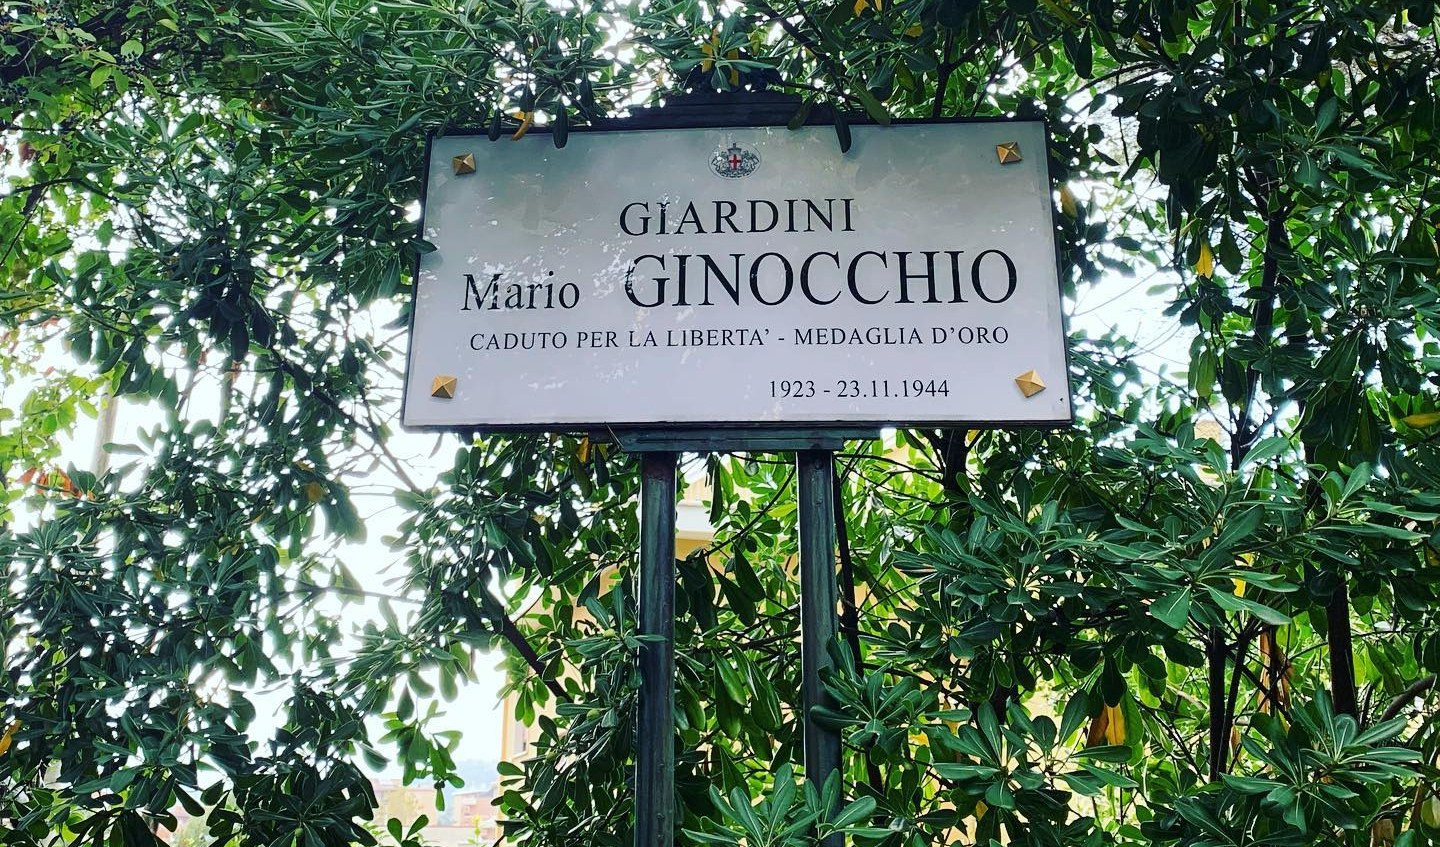 GIARDINI
Mario GINOCCHIO
CADUTO PER LA LIBERTA' - MEDAGLIA D'ORO
1923 - 23.11.1944